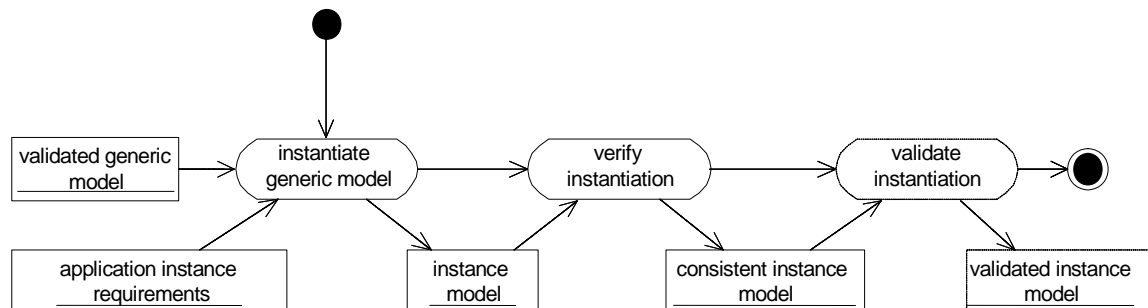 validated generic
model
instantiate
generic model
verify
instantiation
validate
instantiation
application instance
requirements
instance
model
consistent instance
model
validated instance
model